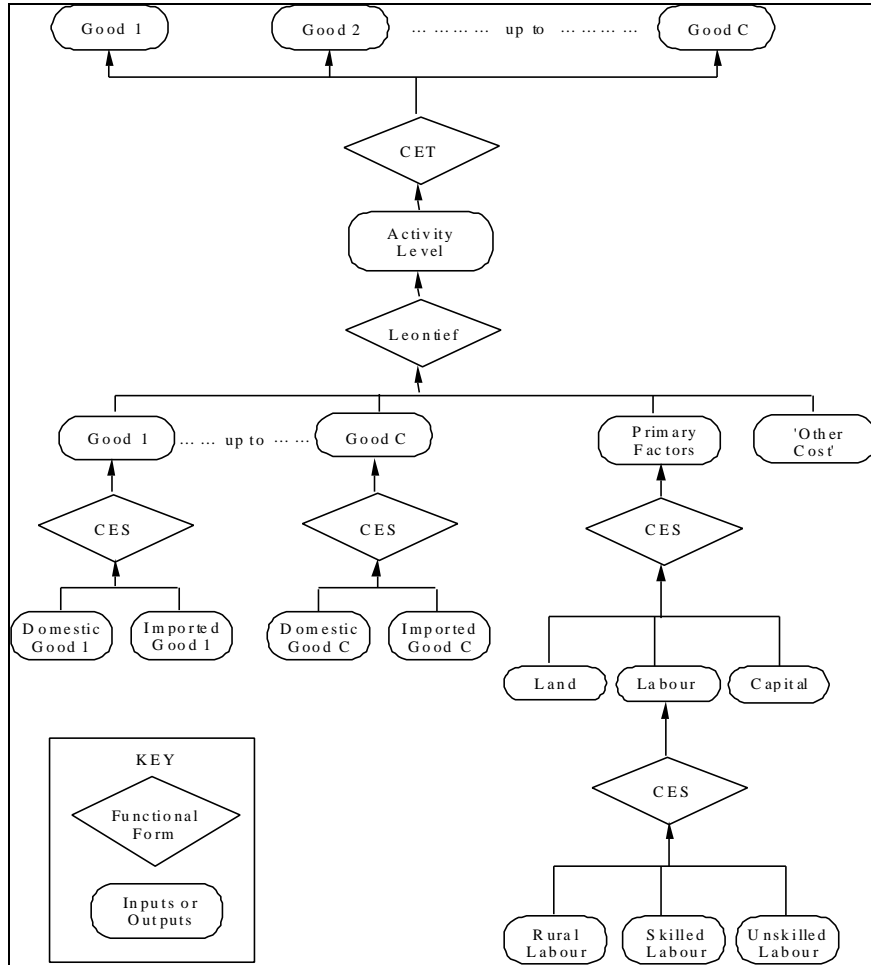 Good 1
Good 2
… … … … up to … … … …
Good C
CET
Activity
Level
Leontief
Good 1
… … up to … …
Good C
Primary
Factors
'Other
Cost'
CES
CES
CES
Domestic
Good 1
Imported
Good 1
Domestic
Good C
Imported
Good C
Land
Labour
Capital
KEY
Functional
Form
Inputs or
Outputs
CES
Rural
Labour
Skilled
Labour
Unskilled
Labour